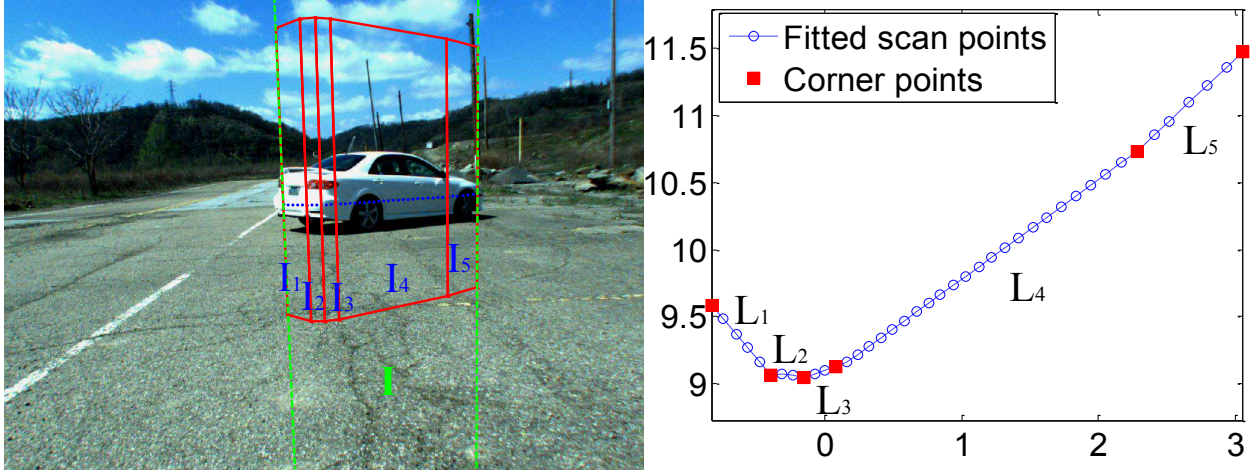 I1 I2 I3 I4 I5
I
Fitted scan points
Corner points
11.5
11
10.5
10
9.5
9
L1
L2
L3
L4
L5
0 1 2 3